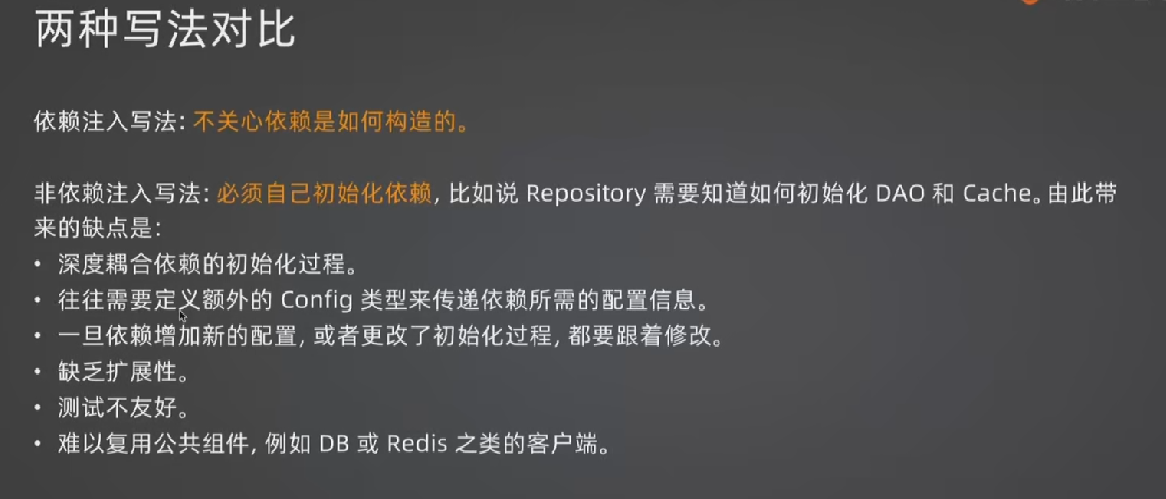 两种写法对比
依赖注入写法: 不关心依赖是如何构造的。
非依赖注入写法: 必须自己初始化依赖, 比如说 Repository 需要知道如何初始化 DAO 和 Cache。由此带
来的缺点是:
• 深度耦合依赖的初始化过程。
• 往往需要定义额外的 Config 类型来传递依赖所需的配置信息。
• 一旦依赖增加新的配置, 或者更改了初始化过程, 都要跟着修改。
• 缺乏扩展性。
• 测试不友好。
• 难以复用公共组件, 例如 DB 或 Redis 之类的客户端。